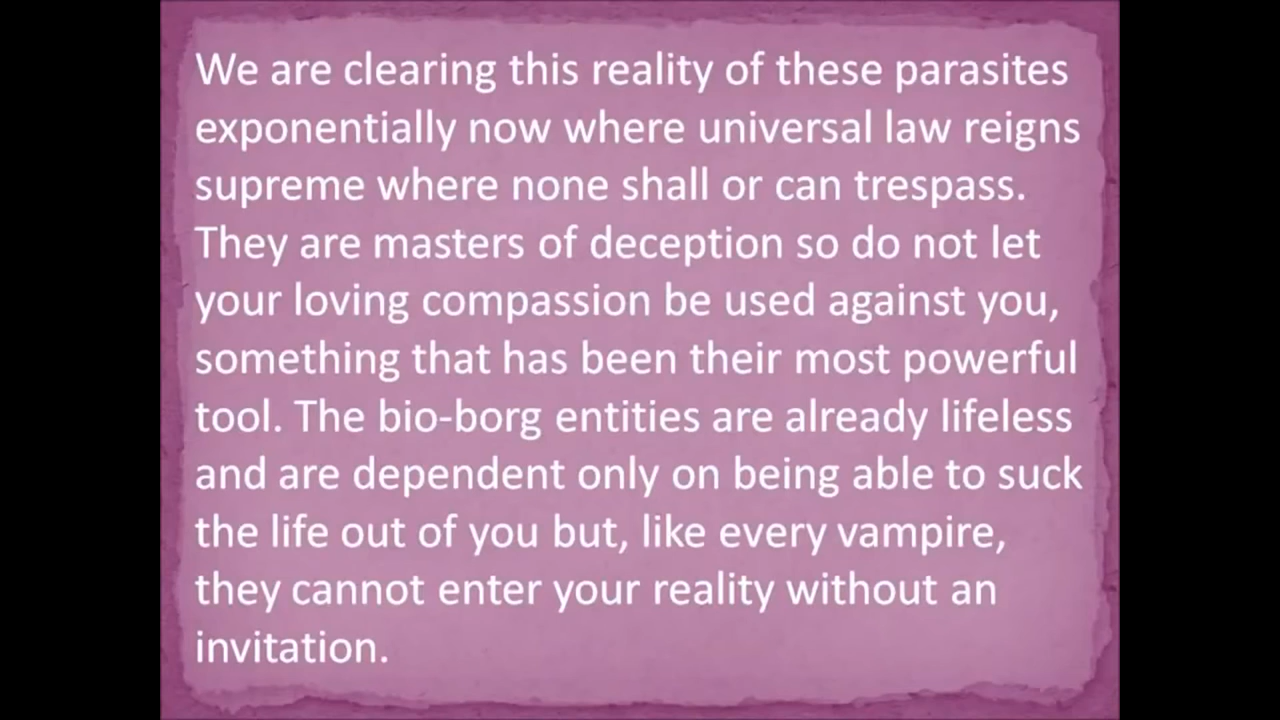 We are clearing this reality of these parasites
exponentially now where universal law reigns
supreme where none shall or can trespass.
They are masters of deception so do not let
your loving compassion be used against you,
something that has been their most powerful
tool. The bio-borg entities are already lifeless
and are dependent only on being able to suck
the life out of you but, like every vampire,
they cannot enter your reality without an
invitation.